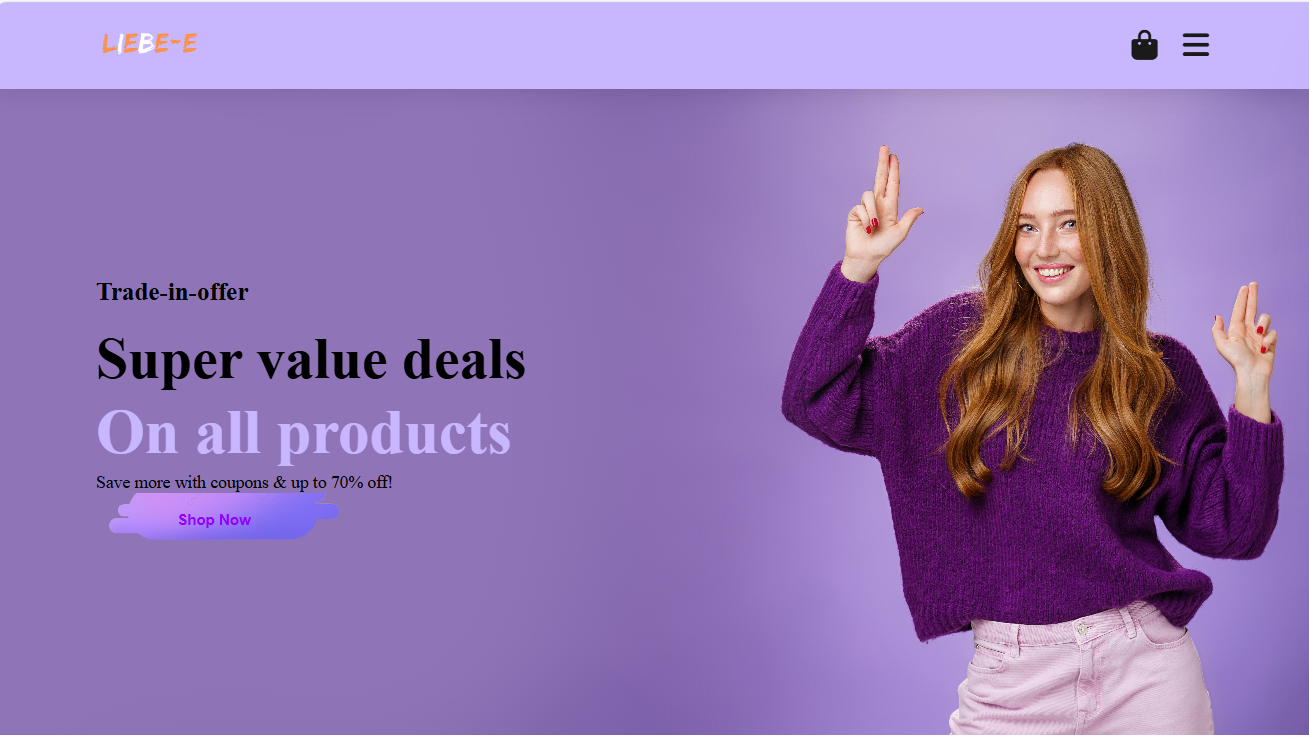 LIEBE-E
Trade-in-offer
Super value deals
On all products
Save more with coupons & up to 70% off!
Shop Now